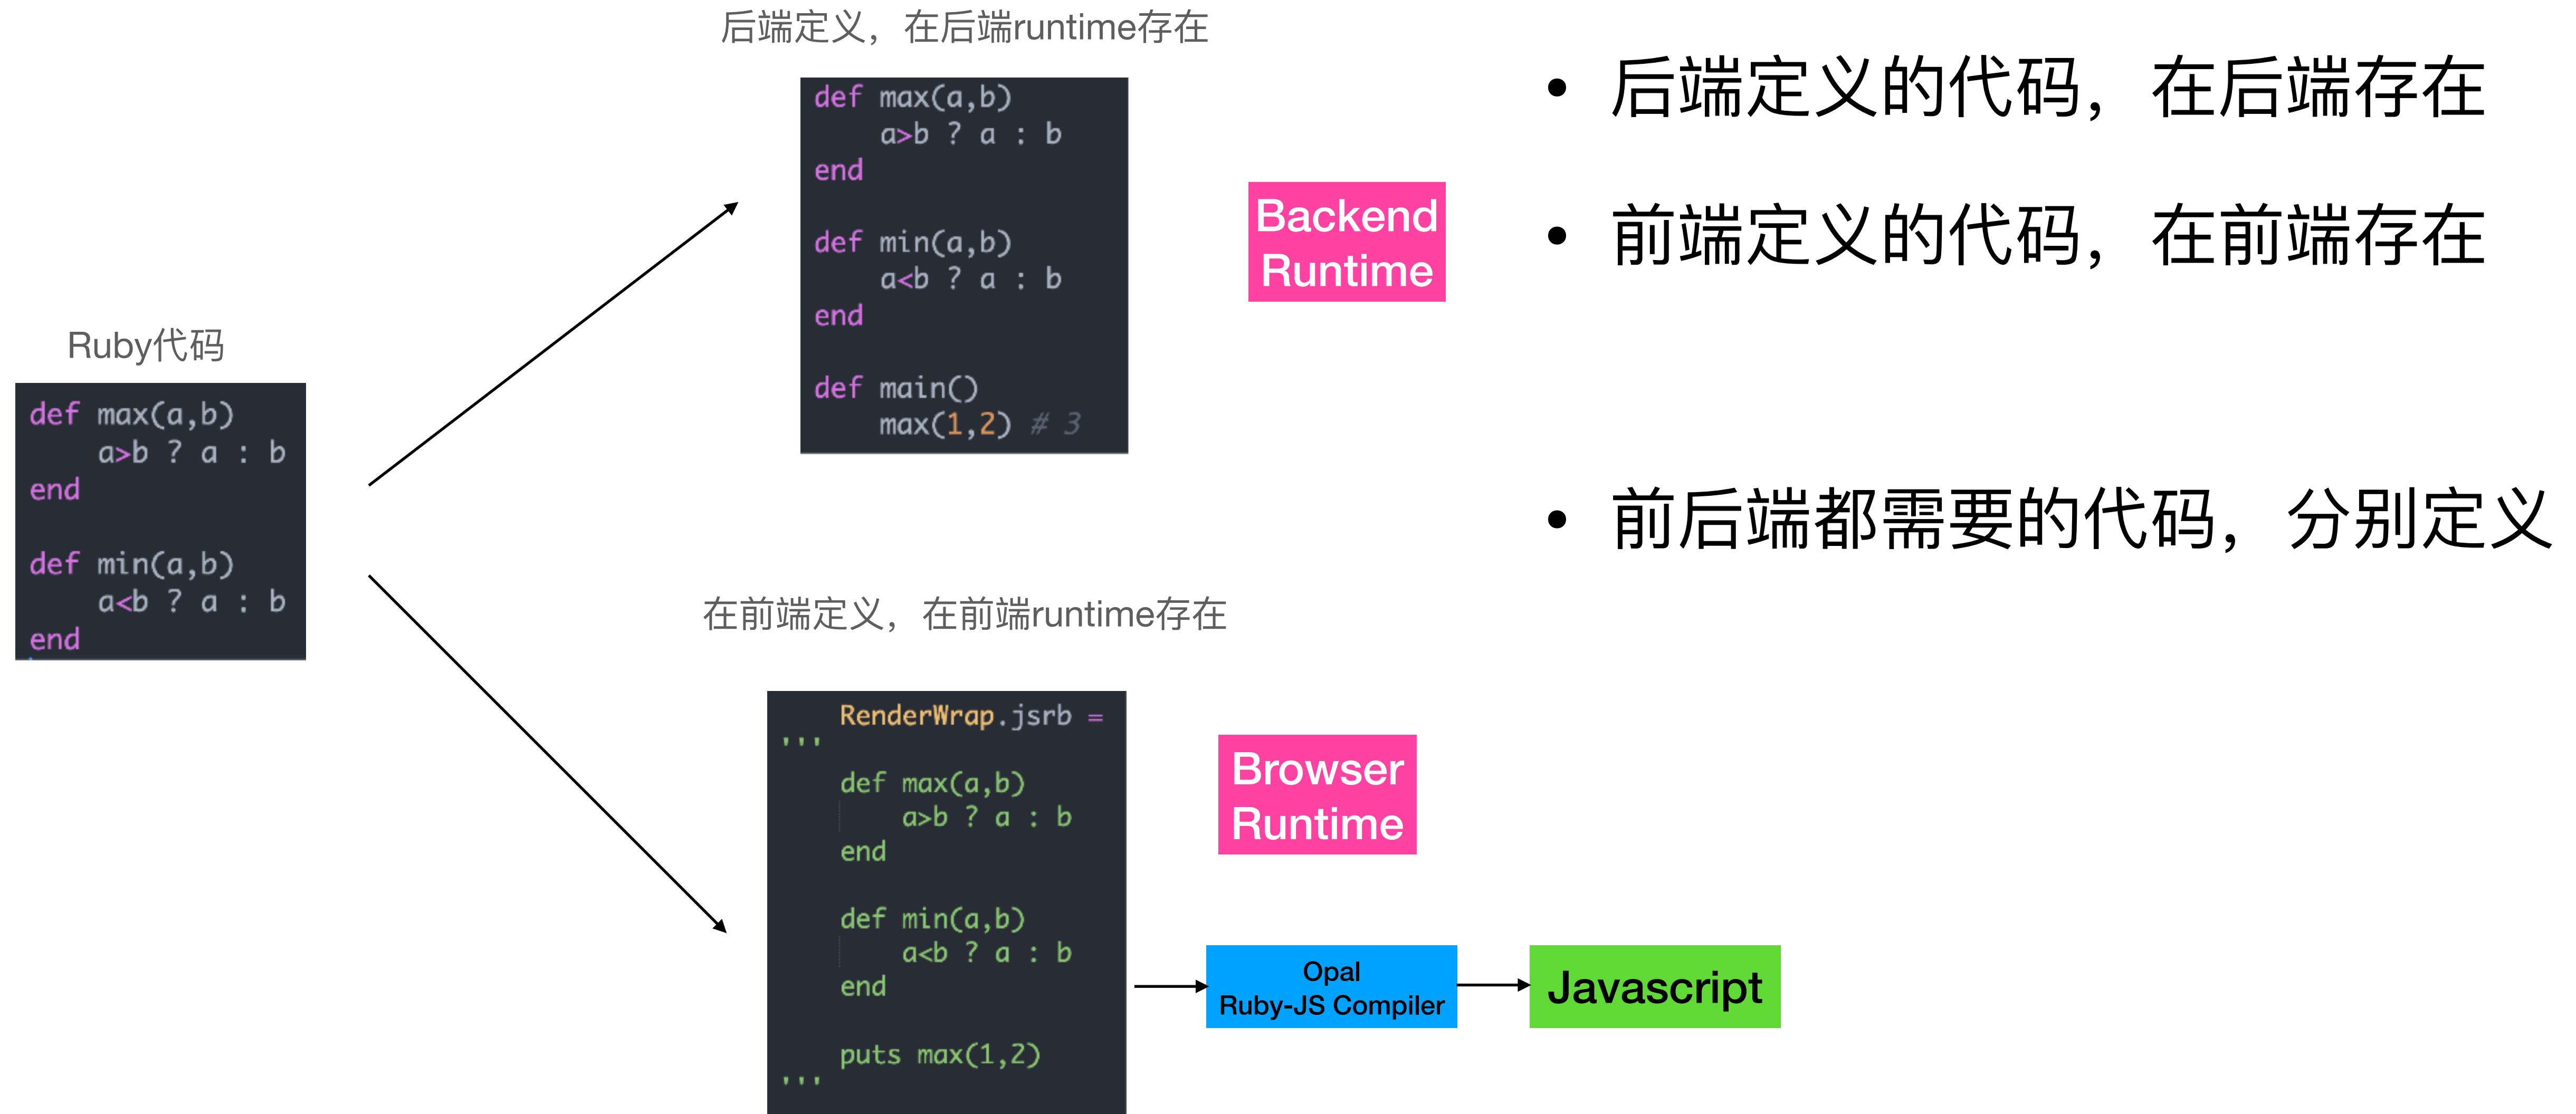 后端定义，在后端runtime存在
def max(a,b)
a>b ? a : b
end
def min(a,b)
a<b ? a : b
end
def main()
max(1,2) # 3
Backend
Runtime
• 后端定义的代码，在后端存在
• 前端定义的代码，在前端存在
• 前后端都需要的代码，分别定义
Ruby代码
def max(a,b)
a>b ? a : b
end
def min(a,b)
a<b ? a : b
end
在前端定义，在前端runtime存在
RenderWrap.jsrb =
'''
def max(a,b)
a>b ? a : b
end
def min(a,b)
a<b ? a : b
end
puts max(1,2)
'''
Browser
Runtime
Opal
Ruby-JS Compiler
Javascript